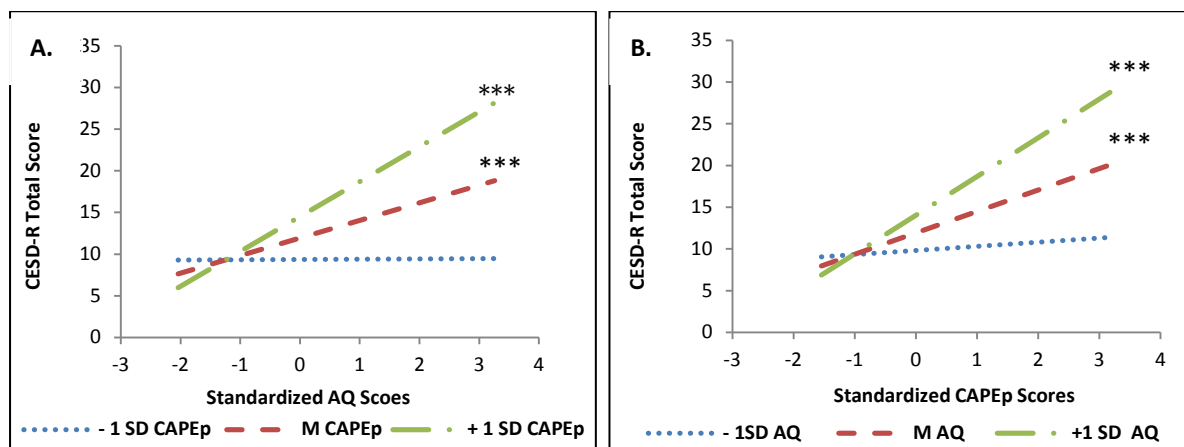 A.
35
30
25
20
15
10
5
0
CESD-R Total Score
***
***
-3 -2 -1 0 1 2 3 4
Standardized AQ Scoes
- 1 SD CAPEp M CAPEp + 1 SD CAPEp
B.
35
30
25
20
15
10
5
0
CESD-R Total Score
***
***
-3 -2 -1 0 1 2 3 4
Standardized CAPEp Scores
- 1SD AQ M AQ +1 SD AQ